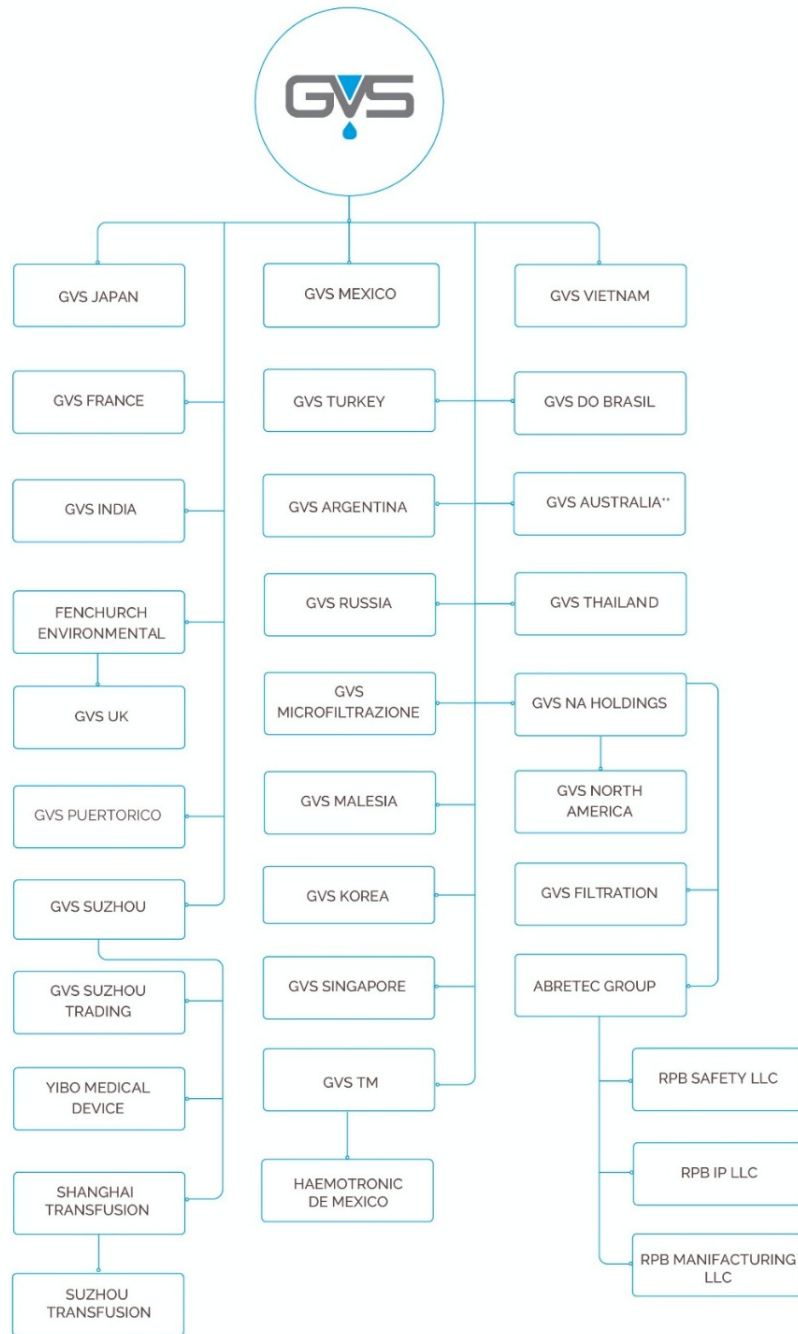 GVS
GVS JAPAN
GVS MEXICO
GVS VIETNAM
GVS FRANCE
GVS TURKEY
GVS DO BRASIL
GVS INDIA
GVS ARGENTINA
GVS AUSTRALIA**
FENCHURCH
ENVIRONMENTAL
GVS RUSSIA
GVS THAILAND
GVS UK
GVS
MICROFILTRAZIONE
GVS NA HOLDINGS
GVS PUERTORICO
GVS MALESIA
GVS NORTH
AMERICA
GVS SUZHOU
GVS KOREA
GVS FILTRATION
GVS SUZHOU
TRADING
GVS SINGAPORE
ABRETEC GROUP
YIBO MEDICAL
DEVICE
GVS TM
RPB SAFETY LLC
SHANGHAI
TRANSFUSION
HAEMOTRONIC
DE MEXICO
RPB IP LLC
SUZHOU
TRANSFUSION
RPB MANIFACTURING
LLC